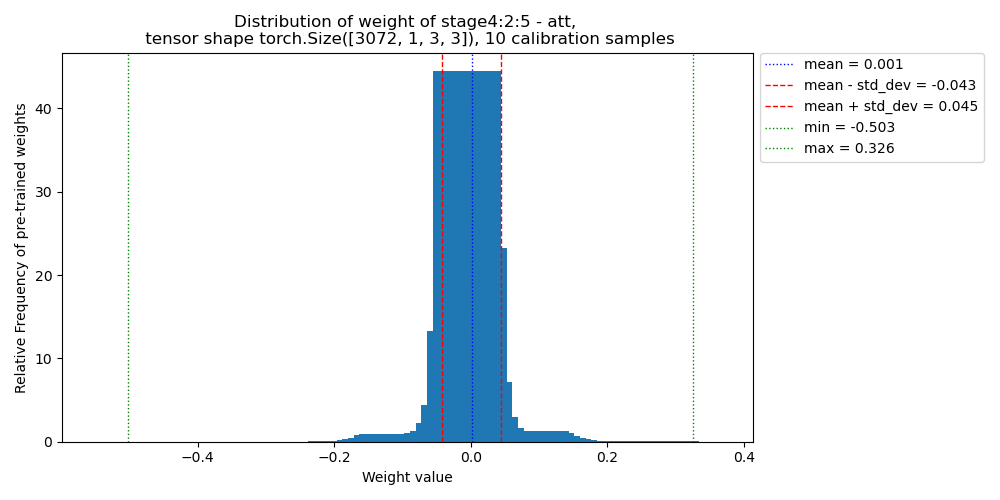 Distribution of weight of stage4:2:5 - att,
tensor shape torch.Size([3072, 1, 3, 3]), 10 calibration samples
mean = 0.001
mean - std_dev = -0.043
mean + std_dev = 0.045
min = -0.503
max = 0.326
Relative Frequency of pre-trained weights
40
30
20
10
0
−0.4
−0.2
0.0
0.2
0.4
Weight value